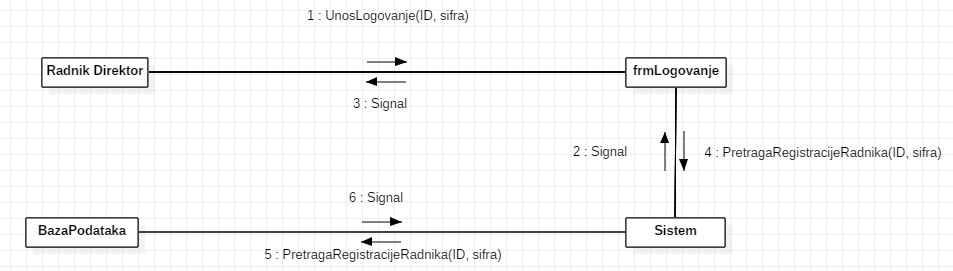 1 : UnosLogovanje(ID, sifra)
Radnik Direktor
frmLogovanje
3 : Signal
2 : Signal
4 : PretragaRegistracijeRadnika(ID, sifra)
6 : Signal
BazaPodataka
Sistem
5 : PretragaRegistracijeRadnika(ID, sifra)